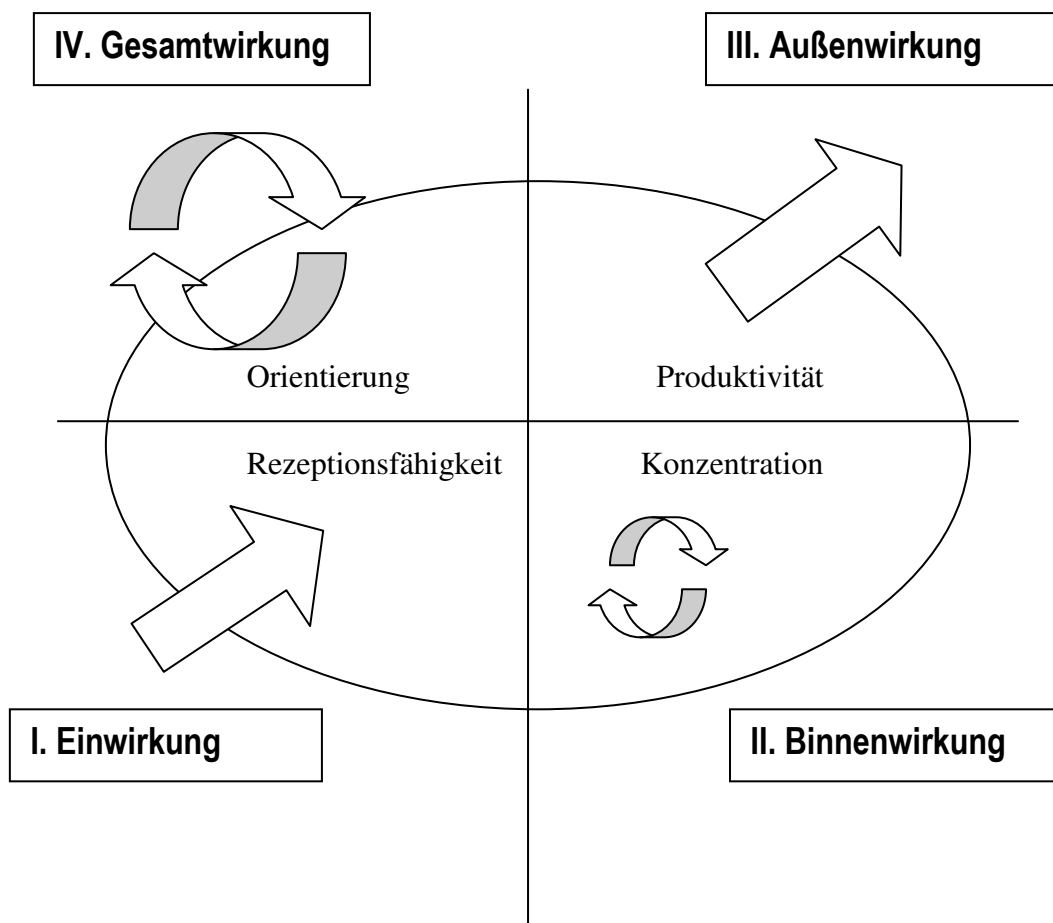 IV. Gesamtwirkung
III. Außenwirkung
Orientierung
Produktivität
Rezeptionsfähigkeit
Konzentration
I. Einwirkung
II. Binnenwirkung